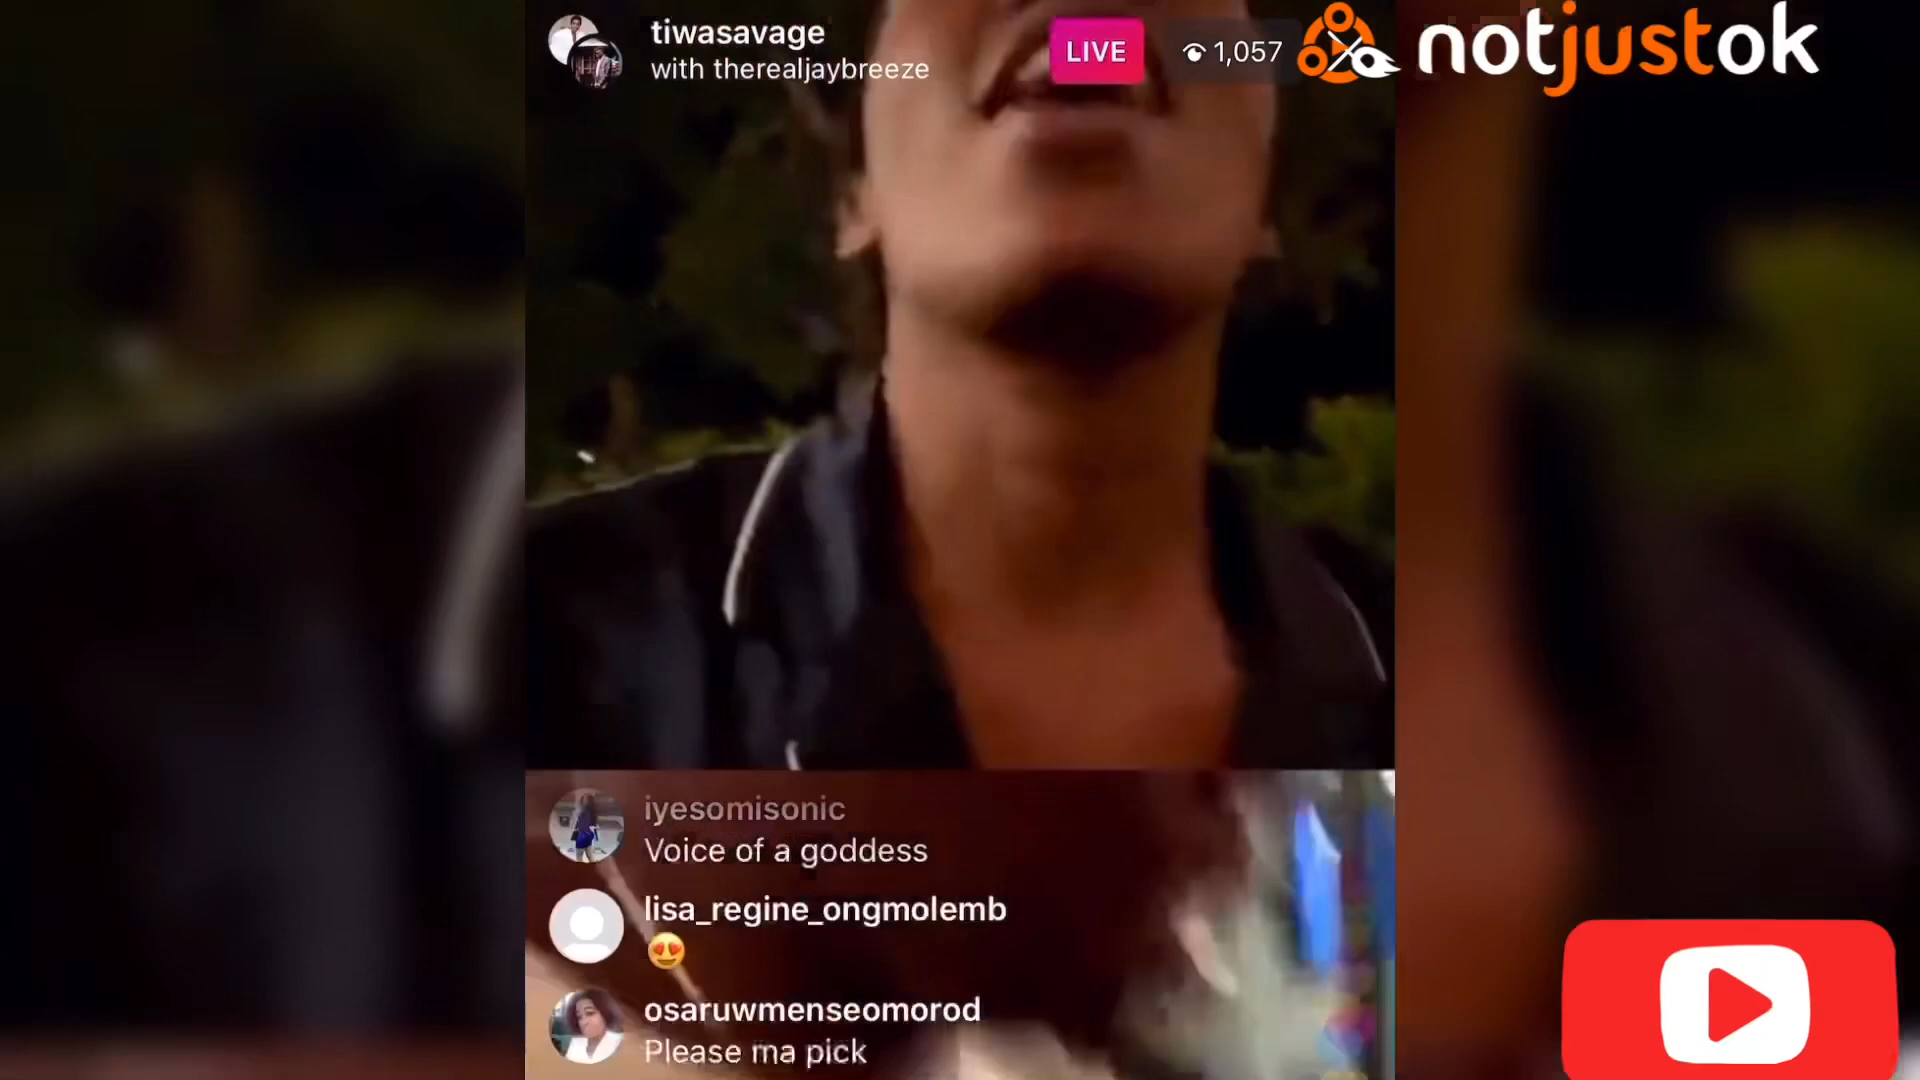 tiwasavage
with therealjaybreeze
LIVE
1,057
notjustok
iyesomisonic
Voice of a goddess
lisa_regine_ongmolemb
osaruwmenseomorod
Please ma pick